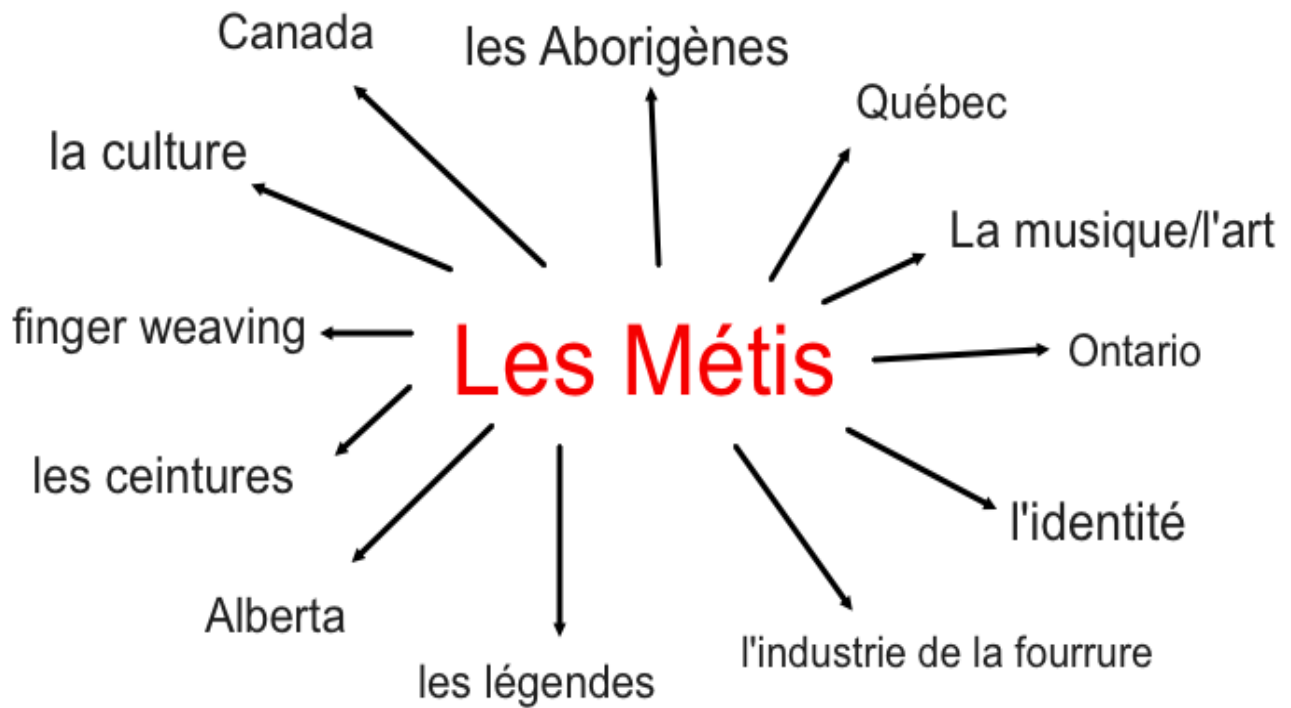 Canada
les Aborigènes
Québec
la culture
La musique/l'art
finger weaving
Les Métis
Ontario
les ceintures
l'identité
Alberta
l'industrie de la fourrure
les légendes